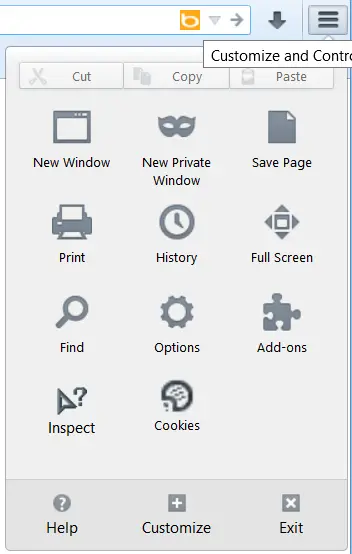 Customize and Contro
Cut Copy Paste
New Window
New Private
Window
Save Page
Print
History
Full Screen
Find
Options
Add-ons
Inspect
Cookies
Help
Customize
Exit